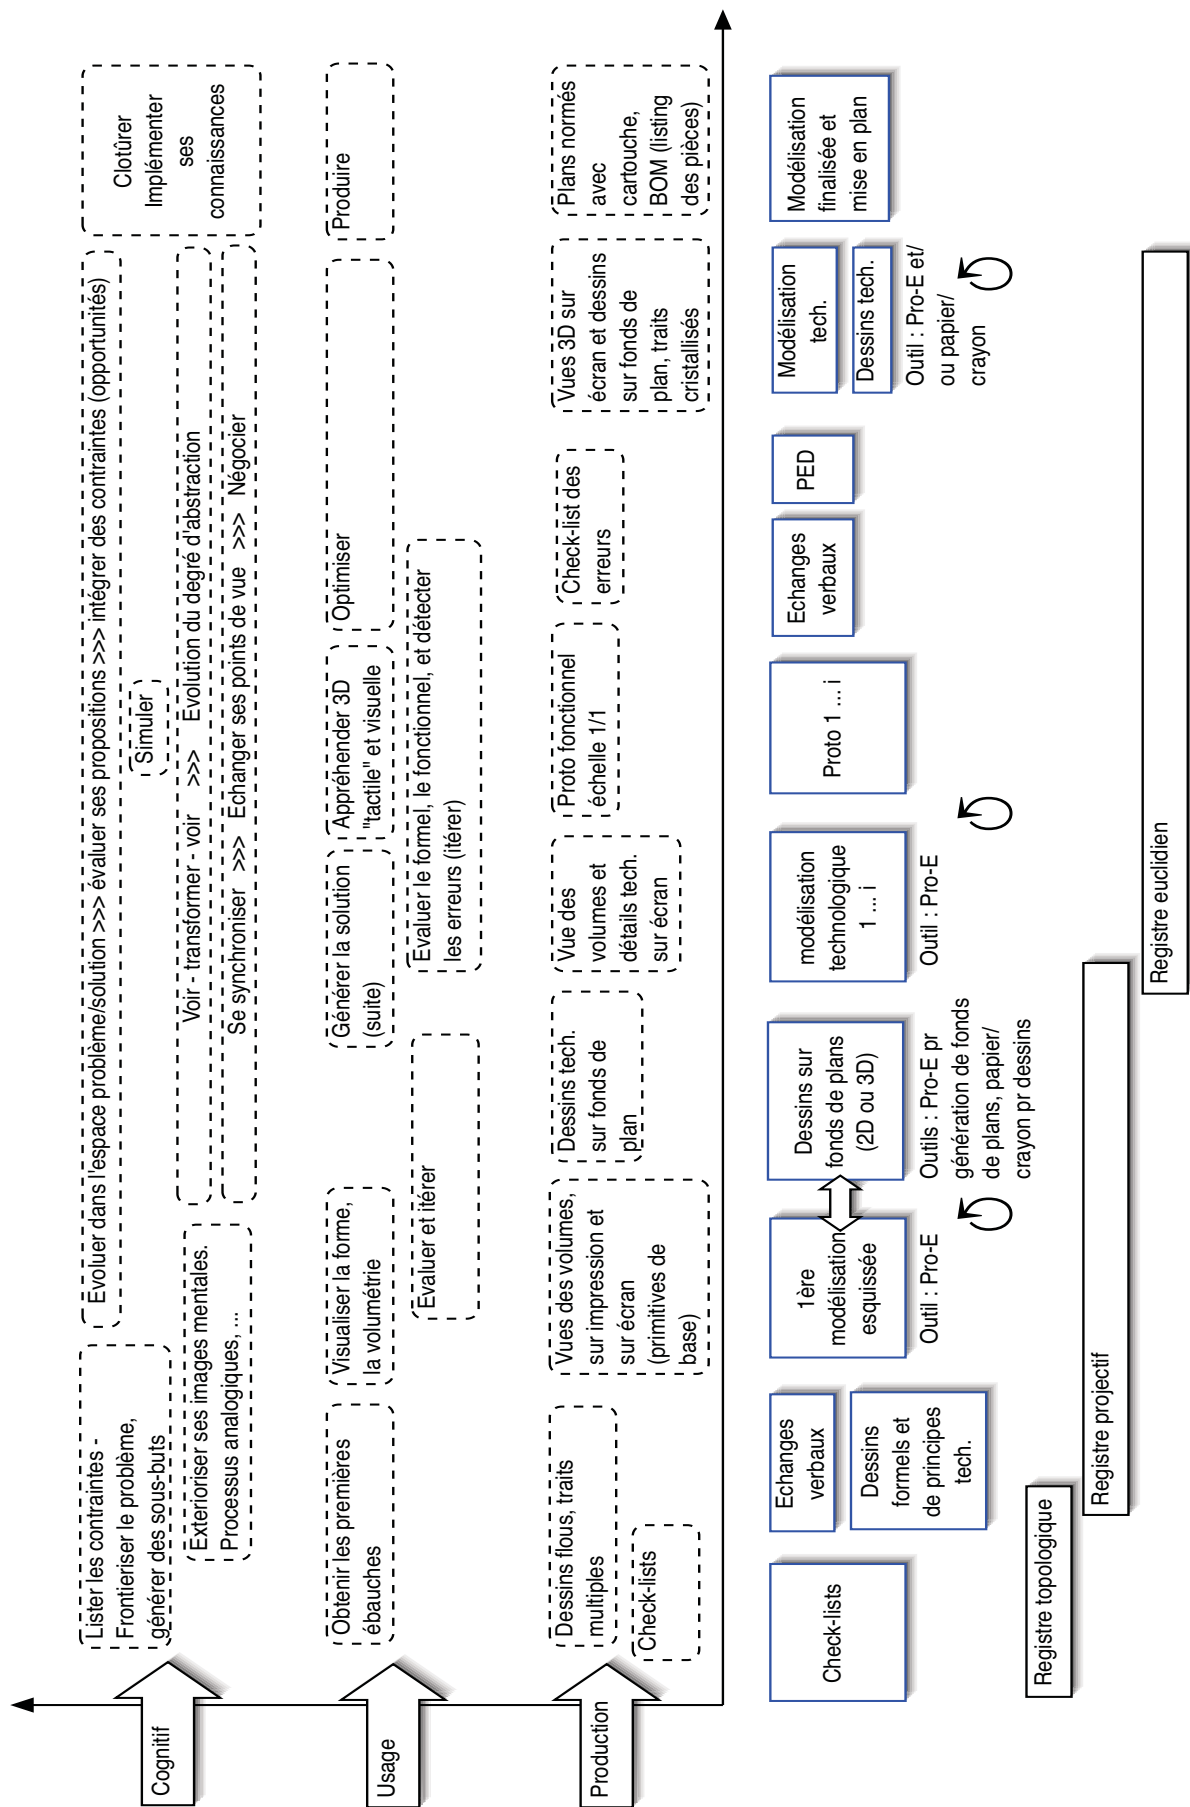 Cognitif
Lister les contraintes -
Frontieriser le problème,
générer des sous-buts
Exterioriser ses images mentales.
Processus analogiques, ...
Evoluer dans l'espace problème/solution >>> évaluer ses propositions >>> intégrer des contraintes (opportunités)
Simuler
Voir - transformer - voir >>> Evolution du degré d'abstraction
Se synchroniser >>> Echanger ses points de vue >>> Négocier
Clotûrer
Implémenter
ses
connaissances
Usage
Obtenir les premières
ébauches
Visualiser la forme,
la volumétrie
Evaluer et itérer
Générer la solution
(suite)
Appréhender 3D
"tactile" et visuelle
Evaluer le formel, le fonctionnel, et détecter
les erreurs (itérer)
Optimiser
Produire
Production
Dessins flous, traits
multiples
Check-lists
Vues des volumes,
sur impression et
sur écran
(primitives de
base)
Dessins tech.
sur fonds de
plan
Vue des
volumes et
détails tech.
sur écran
Proto fonctionnel
échelle 1/1
Check-list des
erreurs
Vues 3D sur
écran et dessins
sur fonds de
plan, traits
cristallisés
Plans normés
avec
cartouche,
BOM (listing
des pièces)
Check-lists
Echanges
verbaux
Dessins
formels et
de principes
tech.
1ère
modélisation
esquissée
Outil : Pro-E
Dessins sur
fonds de plans
(2D ou 3D)
Outils : Pro-E pr
génération de fonds
de plans, papier/
crayon pr dessins
modélisation
technologique
1 ... i
Outil : Pro-E
Proto 1 ... i
Echanges
verbaux
PED
Modélisation
tech.
Dessins tech.
Outil : Pro-E et/
ou papier/
crayon
Modélisation
finalisée et
mise en plan
Registre topologique
Registre projectif
Registre euclidien